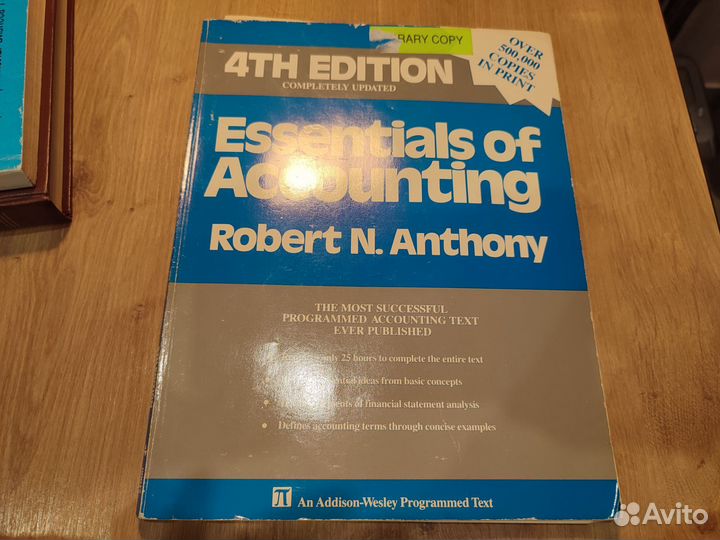 RARY COPY
4TH EDITION
COMPLETELY UPDATED
OVER
500,000
COPIES
IN PRINT
Essentials of
Accounting
Robert N. Anthony
THE MOST SUCCESSFUL
PROGRAMMED ACCOUNTING TEXT
EVER PUBLISHED
only 25 hours to complete the entire text
ideas from basic concepts
of financial statement analysis
• Defines accounting terms through concise examples
π An Addison-Wesley Programmed Text
Avito